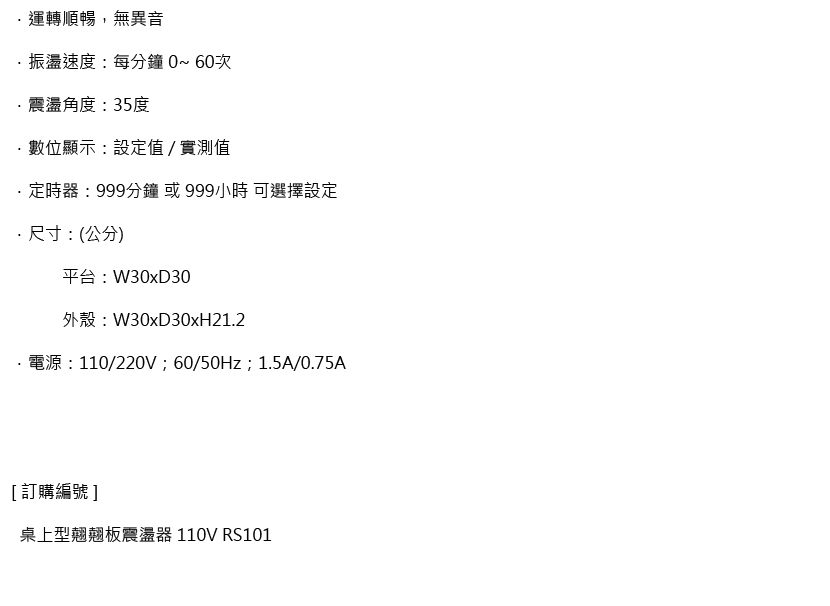 ．運轉順暢，無異音
．振盪速度：每分鐘 0~ 60次
．震盪角度：35度
．數位顯示：設定值 / 實測值
．定時器：999分鐘 或 999小時 可選擇設定
．尺寸：(公分)
平台：W30xD30
外殼：W30xD30xH21.2
．電源：110/220V；60/50Hz；1.5A/0.75A
[ 訂購編號 ]
桌上型翹翹板震盪器 110V RS101